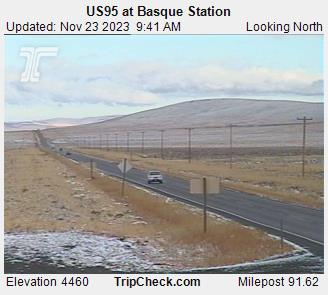 US95 at Basque Station
Updated: Nov 23 2023 9:41 AM Looking North
Elevation 4460 TripCheck.com Milepost 91.62